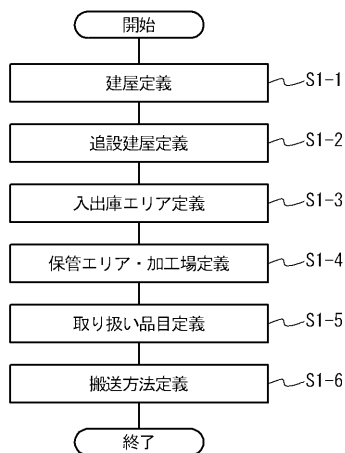 開始
建屋定義 S1-1
追設建屋定義 S1-2
入出庫エリア定義 S1-3
保管エリア・加工場定義 S1-4
取り扱い品目定義 S1-5
搬送方法定義 S1-6
終了